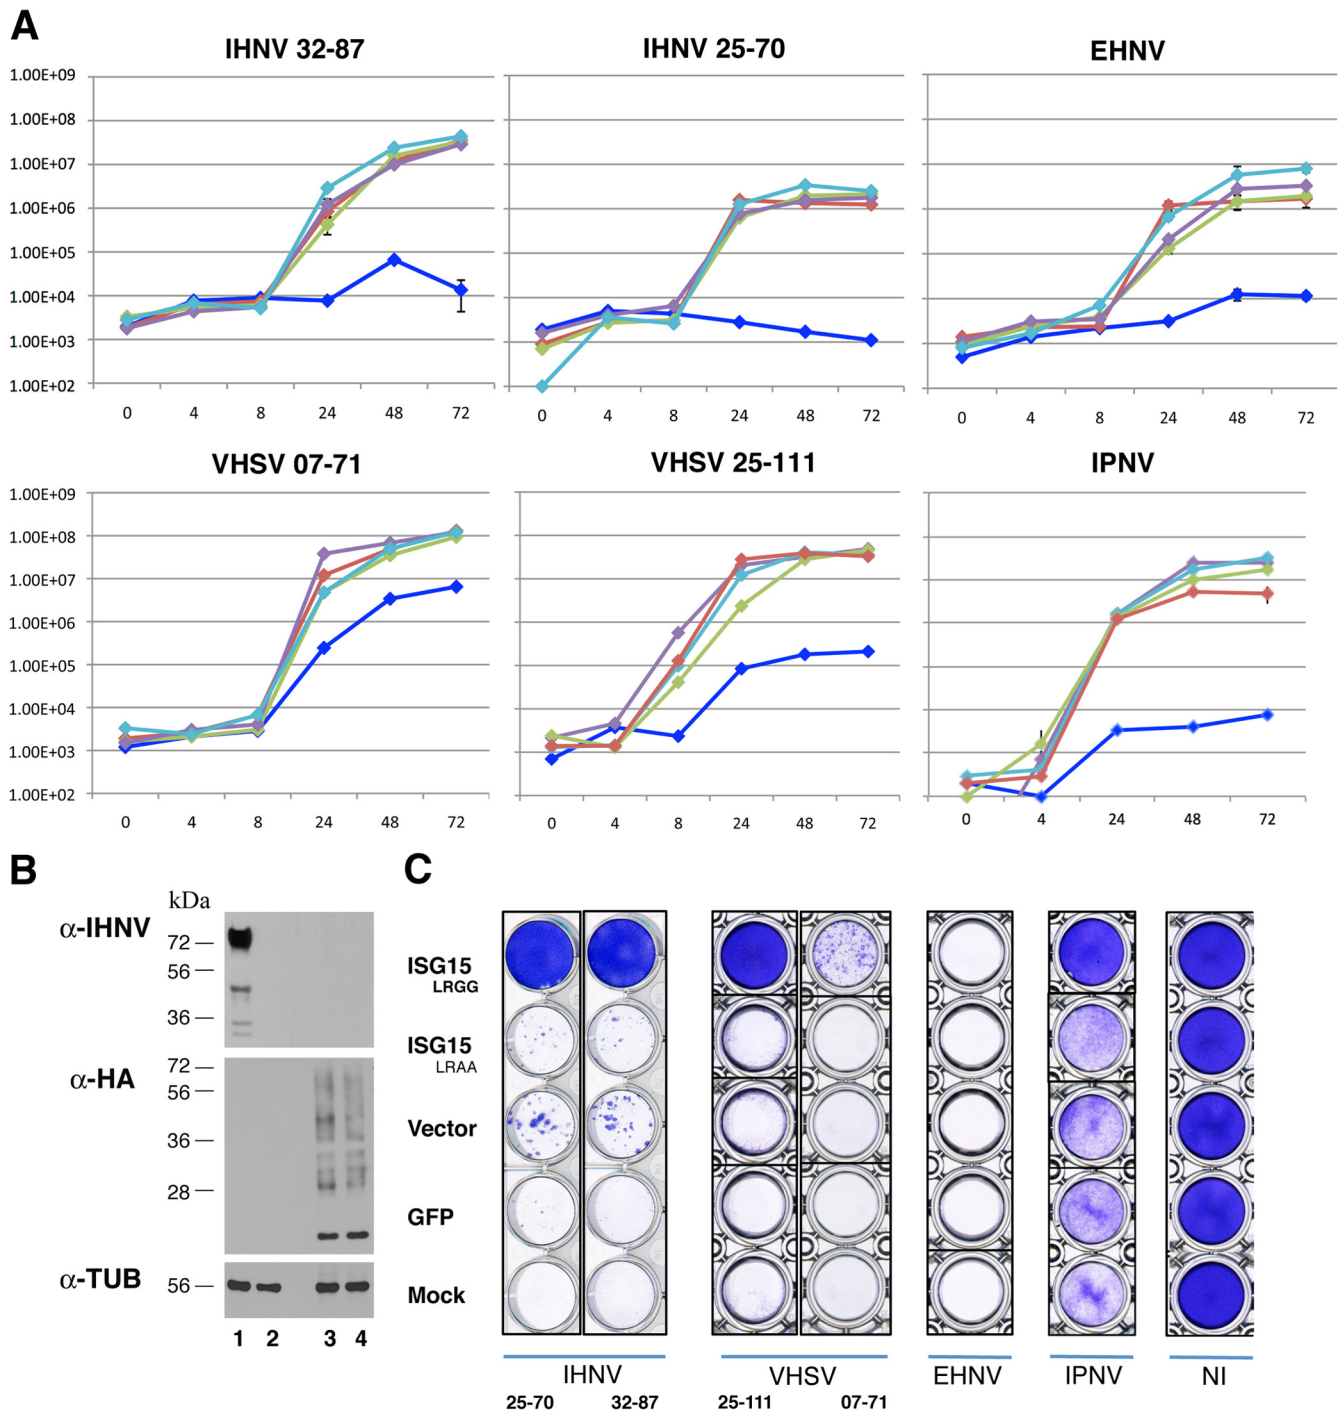 A
IHNV 32-87
IHNV 25-70
EHNV
1.00E+09
1.00E+08
1.00E+07
1.00E+06
1.00E+05
1.00E+04
1.00E+03
1.00E+02
0 4 8 24 48 72
0 4 8 24 48 72
0 4 8 24 48 72
VHSV 07-71
VHSV 25-111
IPNV
1.00E+09
1.00E+08
1.00E+07
1.00E+06
1.00E+05
1.00E+04
1.00E+03
1.00E+02
0 4 8 24 48 72
0 4 8 24 48 72
0 4 24 48 72
B
kDa
α-IHNV
72
56
36
α-HA
72
56
36
28
α-TUB
56
1 2 3 4
C
ISG15
LRGG
ISG15
LRAA
Vector
GFP
Mock
IHNV
25-70 32-87
VHSV
25-111 07-71
EHNV
IPNV
NI